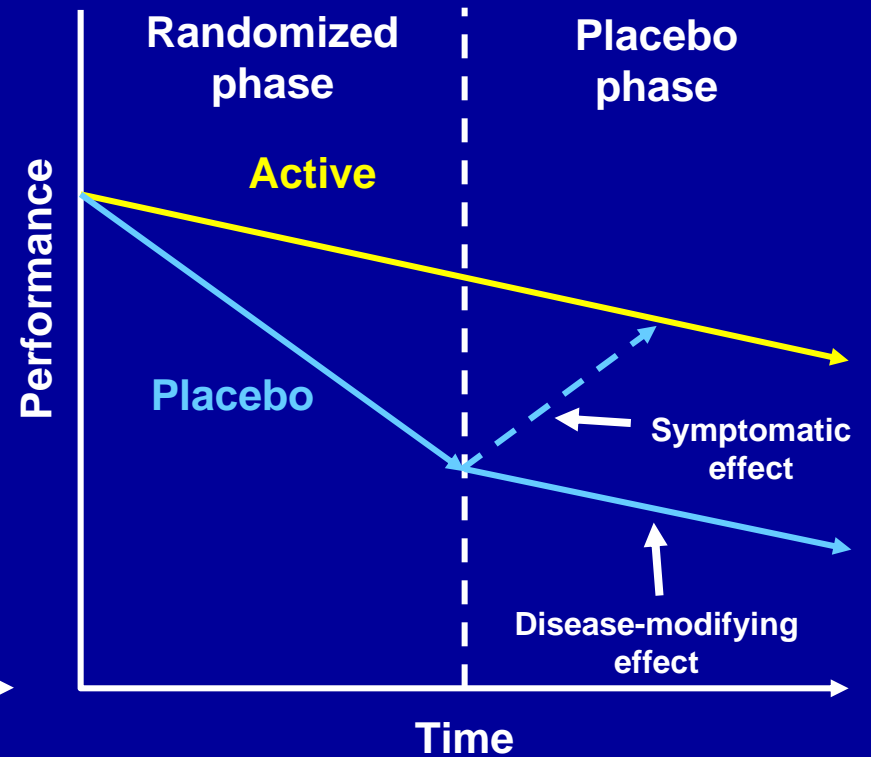 Randomized
phase
Placebo
phase
Active
Performance
Placebo
Symptomatic
effect
Disease-modifying
effect
Time